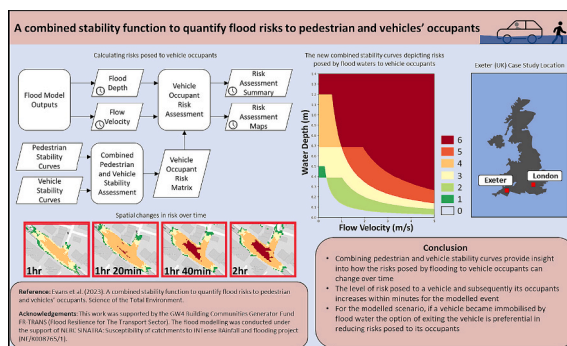 A combined stability function to quantify flood risks to pedestrian and vehicles' occupants
Calculating risks posed to vehicle occupants
Flood Model
Outputs
Flood
Depth
Flow
Velocity
Vehicle
Occupant
Risk
Assessment
Risk
Assessment
Summary
Risk
Assessment
Maps
Pedestrian
Stability
Curves
Vehicle
Stability
Curves
Combined
Pedestrian
and Vehicle
Stability
Assessment
Vehicle
Occupant
Risk
Matrix
Spatial changes in risk over time
1hr
1hr 20min
1hr 40min
2hr
The new combined stability curves depicting risks
posed by flood waters to vehicle occupants
Water Depth (m)
0 1 2 3 4 5
Flow Velocity (m/s)
6
5
4
3
2
1
0
Exeter (UK) Case Study Location
Exeter
London
Reference: Evans et al. (2023). A combined stability function to quantify flood risks to pedestrian
and vehicles' occupants. Science of the Total Environment.
Acknowledgements: This work was supported by the GW4 Building Communities Generator Fund
FR-TRANS (Flood Resilience for The Transport Sector). The flood modelling was conducted under
the support of NERC SINATRA: Susceptibility of catchments to INTense RAinfall and flooding project
(NE/K008765/1).
Conclusion
• Combining pedestrian and vehicle stability curves provide insight
into how the risks posed by flooding to vehicle occupants can
change over time
• The level of risk posed to a vehicle and subsequently its occupants
increases within minutes for the modelled event
• For the modelled scenario, if a vehicle became immobilised by
flood water the option of exiting the vehicle is preferential in
reducing risks posed to its occupants